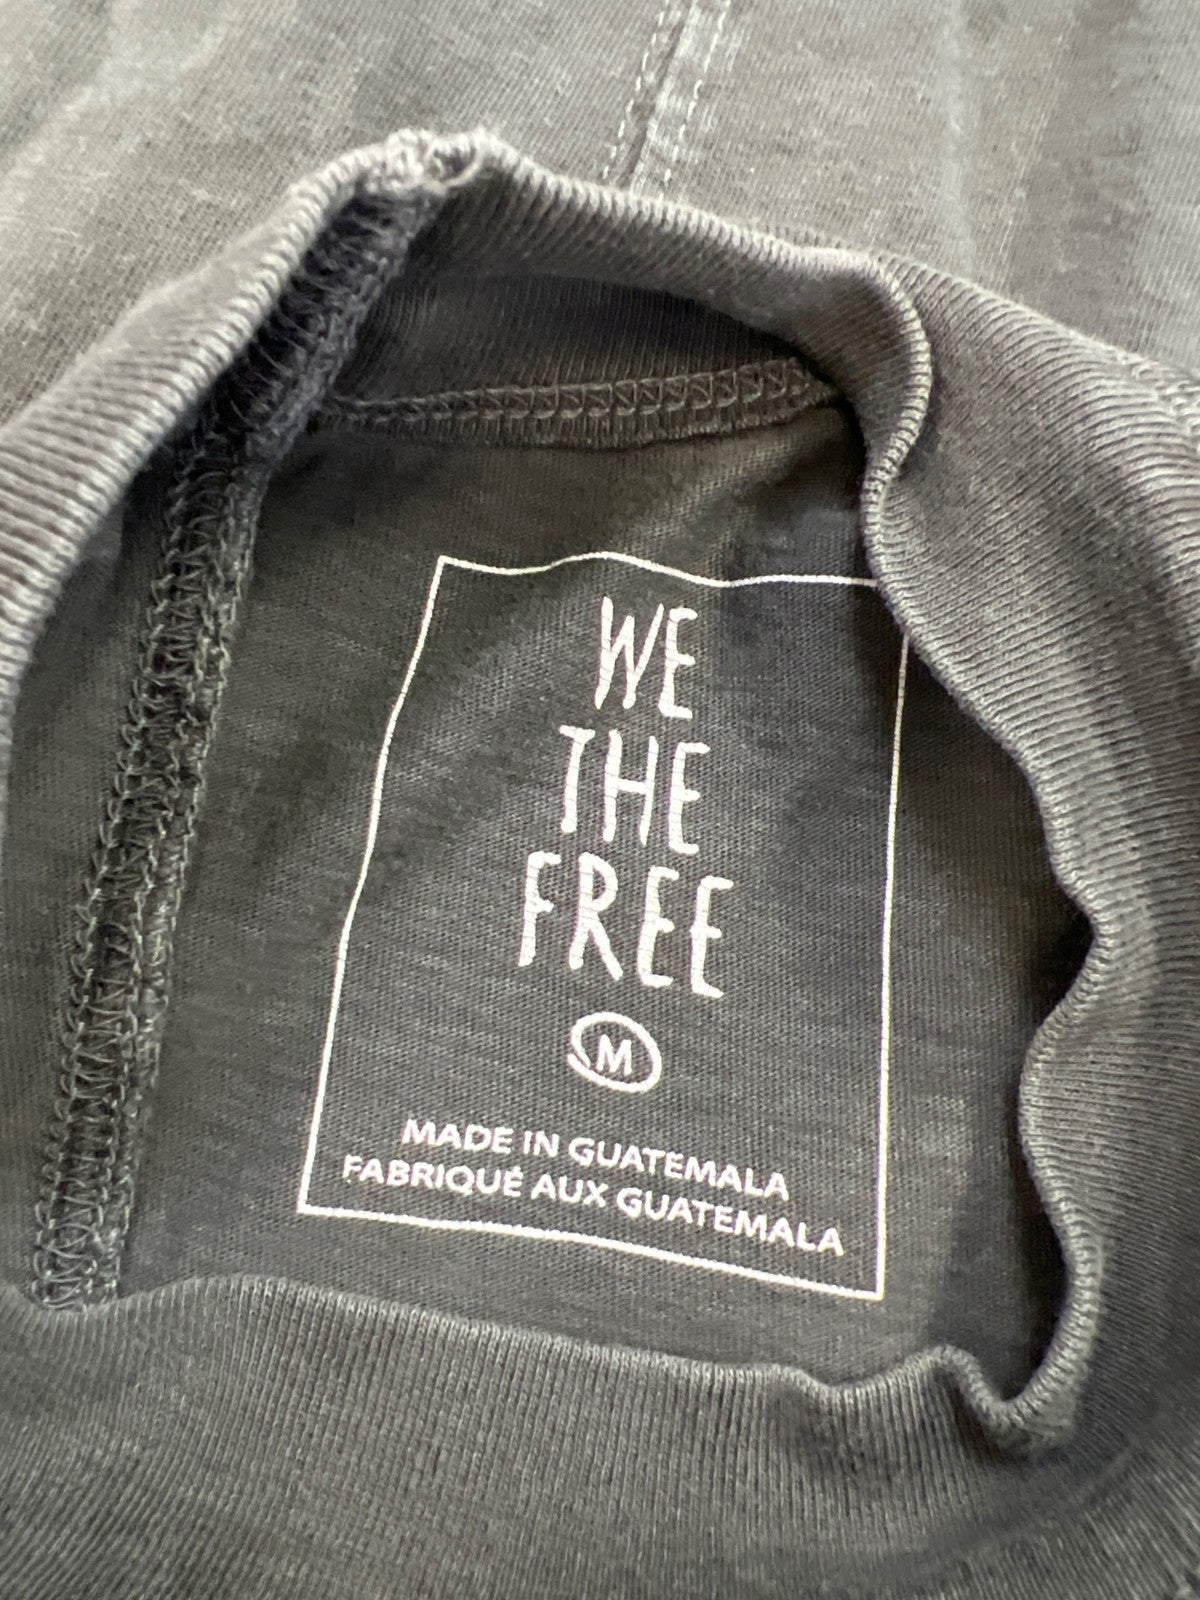 WE
THE
FREE
M
MADE IN GUATEMALA
FABRIQUÉ AUX GUATEMALA